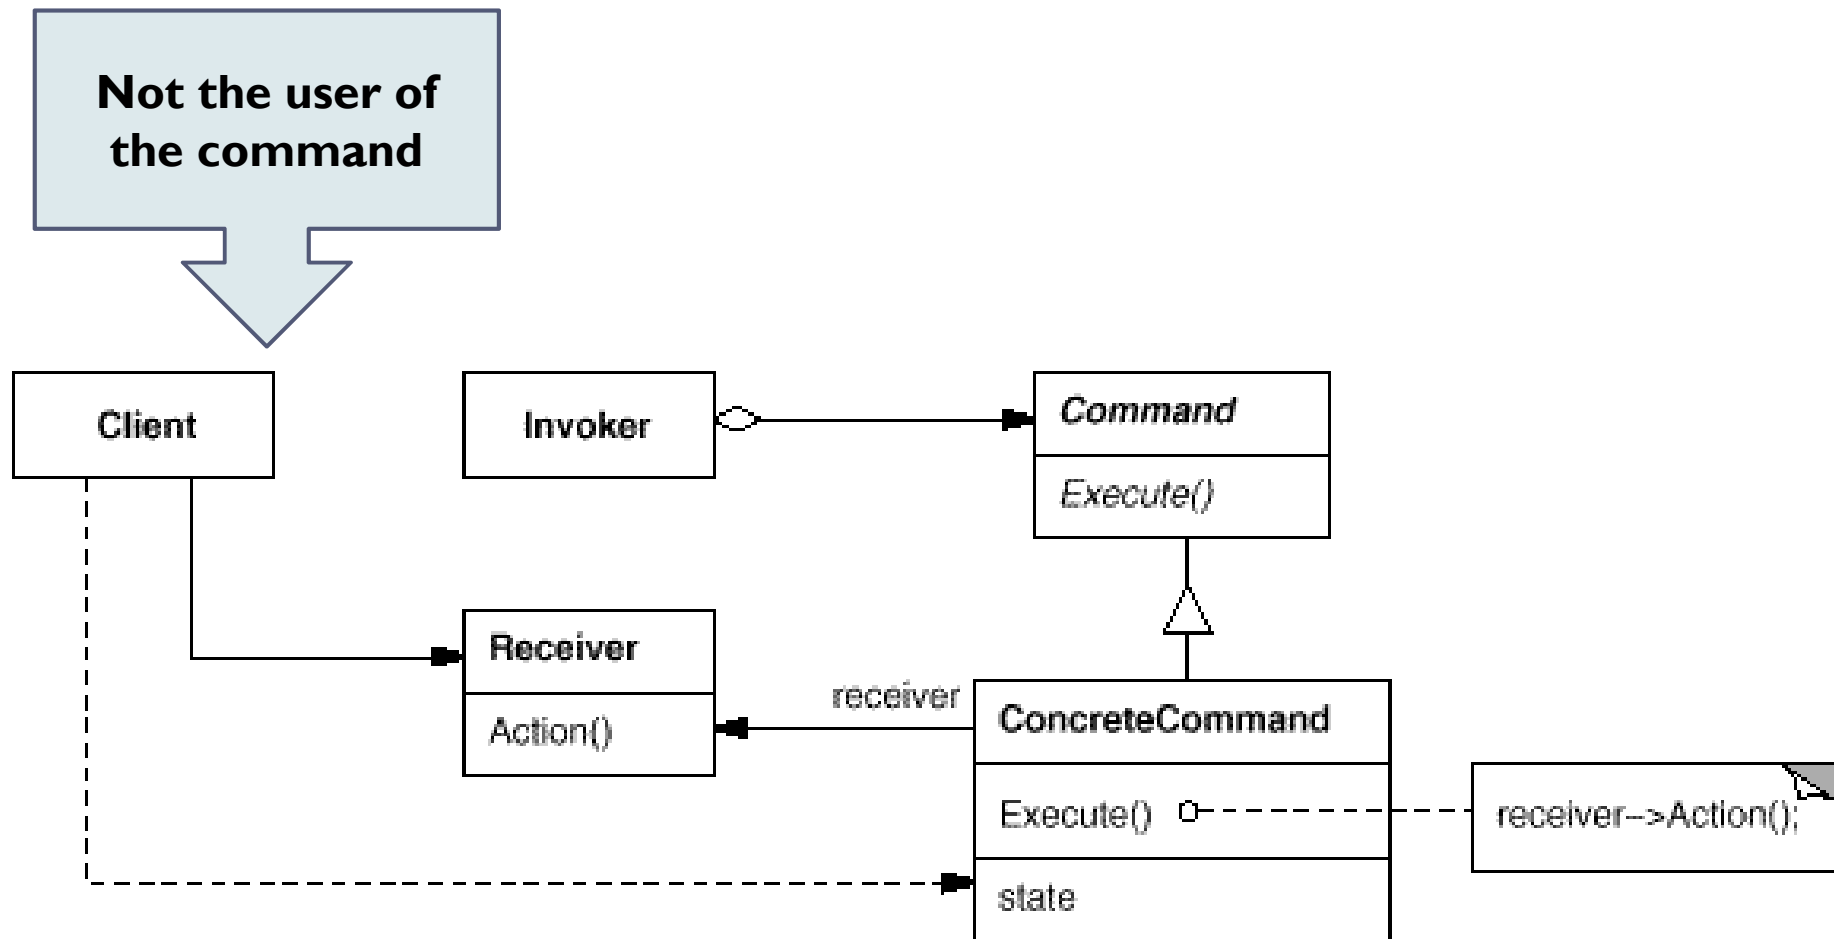 Not the user of
the command
Client
Invoker
Command
Execute()
Receiver
Action()
receiver
ConcreteCommand
Execute()
state
receiver-->Action();